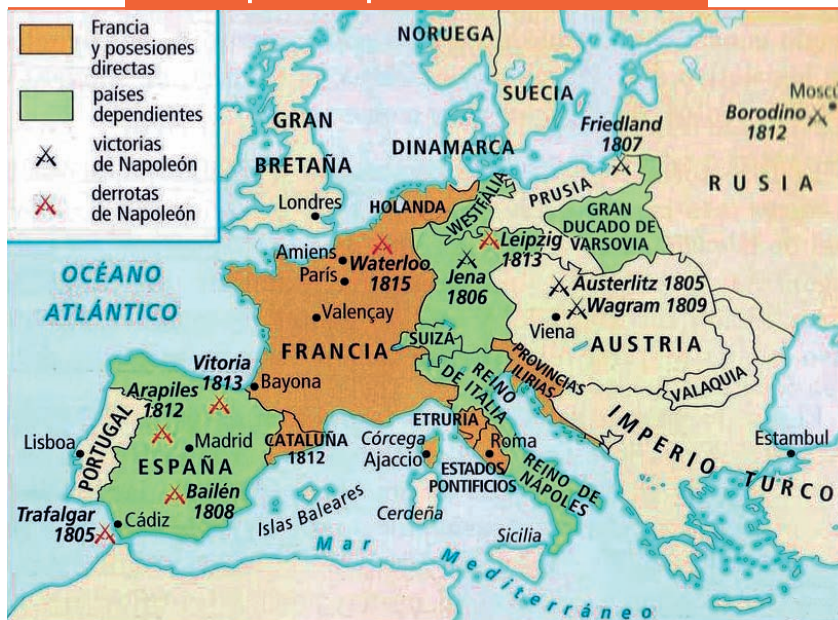 Francia
y posesiones
directas
países
dependientes
victorias
de Napoleón
derrotas
de Napoleón
NORUEGA
SUECIA
GRAN
BRETAÑA
DINAMARCA
Londres
Friedland
1807
Moscú
Borodino
1812
RUSIA
PRUSIA
HOLANDA
WESTFALIA
GRAN
DUCADO DE
VARSOVIA
Amiens
París
Waterloo
1815
Leipzig
1813
Jena
1806
OCÉANO
ATLÁNTICO
Valençay
Austerlitz 1805
Wagram 1809
Viena
AUSTRIA
FRANCIA
SUIZA
PROVINCIAS
ILIRIAS
VALAQUIA
Vitoria
1813
Bayona
REINO
DE ITALIA
Arapiles
1812
Lisboa
PORTUGAL
Madrid
ESPAÑA
CATALUÑA
1812
Córcega
Ajaccio
ETRURIA
Roma
ESTADOS
PONTIFICIOS
REINO DE
NÁPOLES
IMPERIO TURCO
Estambul
Bailén
1808
Islas Baleares
Cerdeña
Trafalgar
1805
Cádiz
Sicilia
Mar Mediterráneo